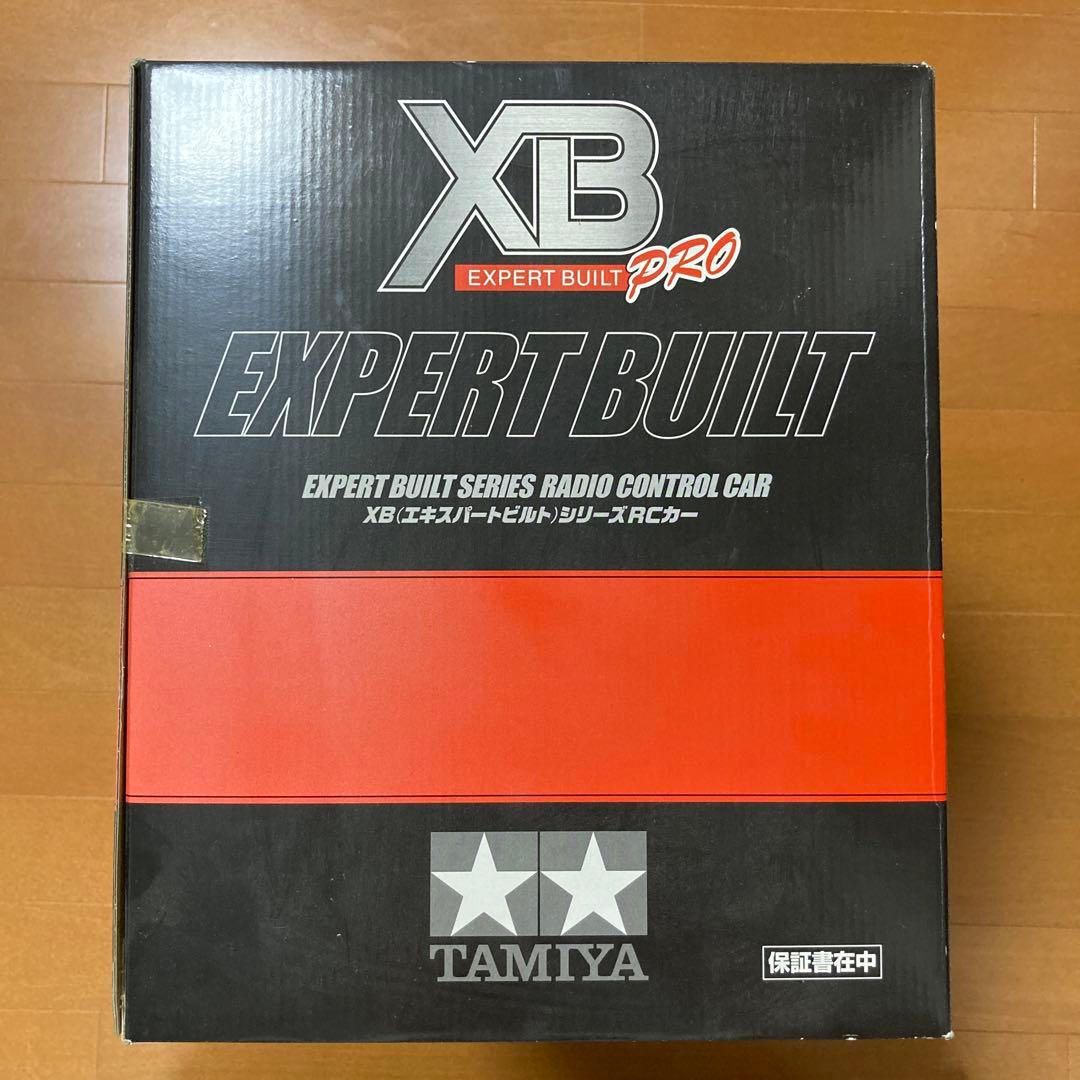 XB
EXPERT BUILT PRO
EXPERT BUILT
EXPERT BUILT SERIES RADIO CONTROL CAR
XB(エキスパートビルト)シリーズRCカー
TAMIYA
保証書在中